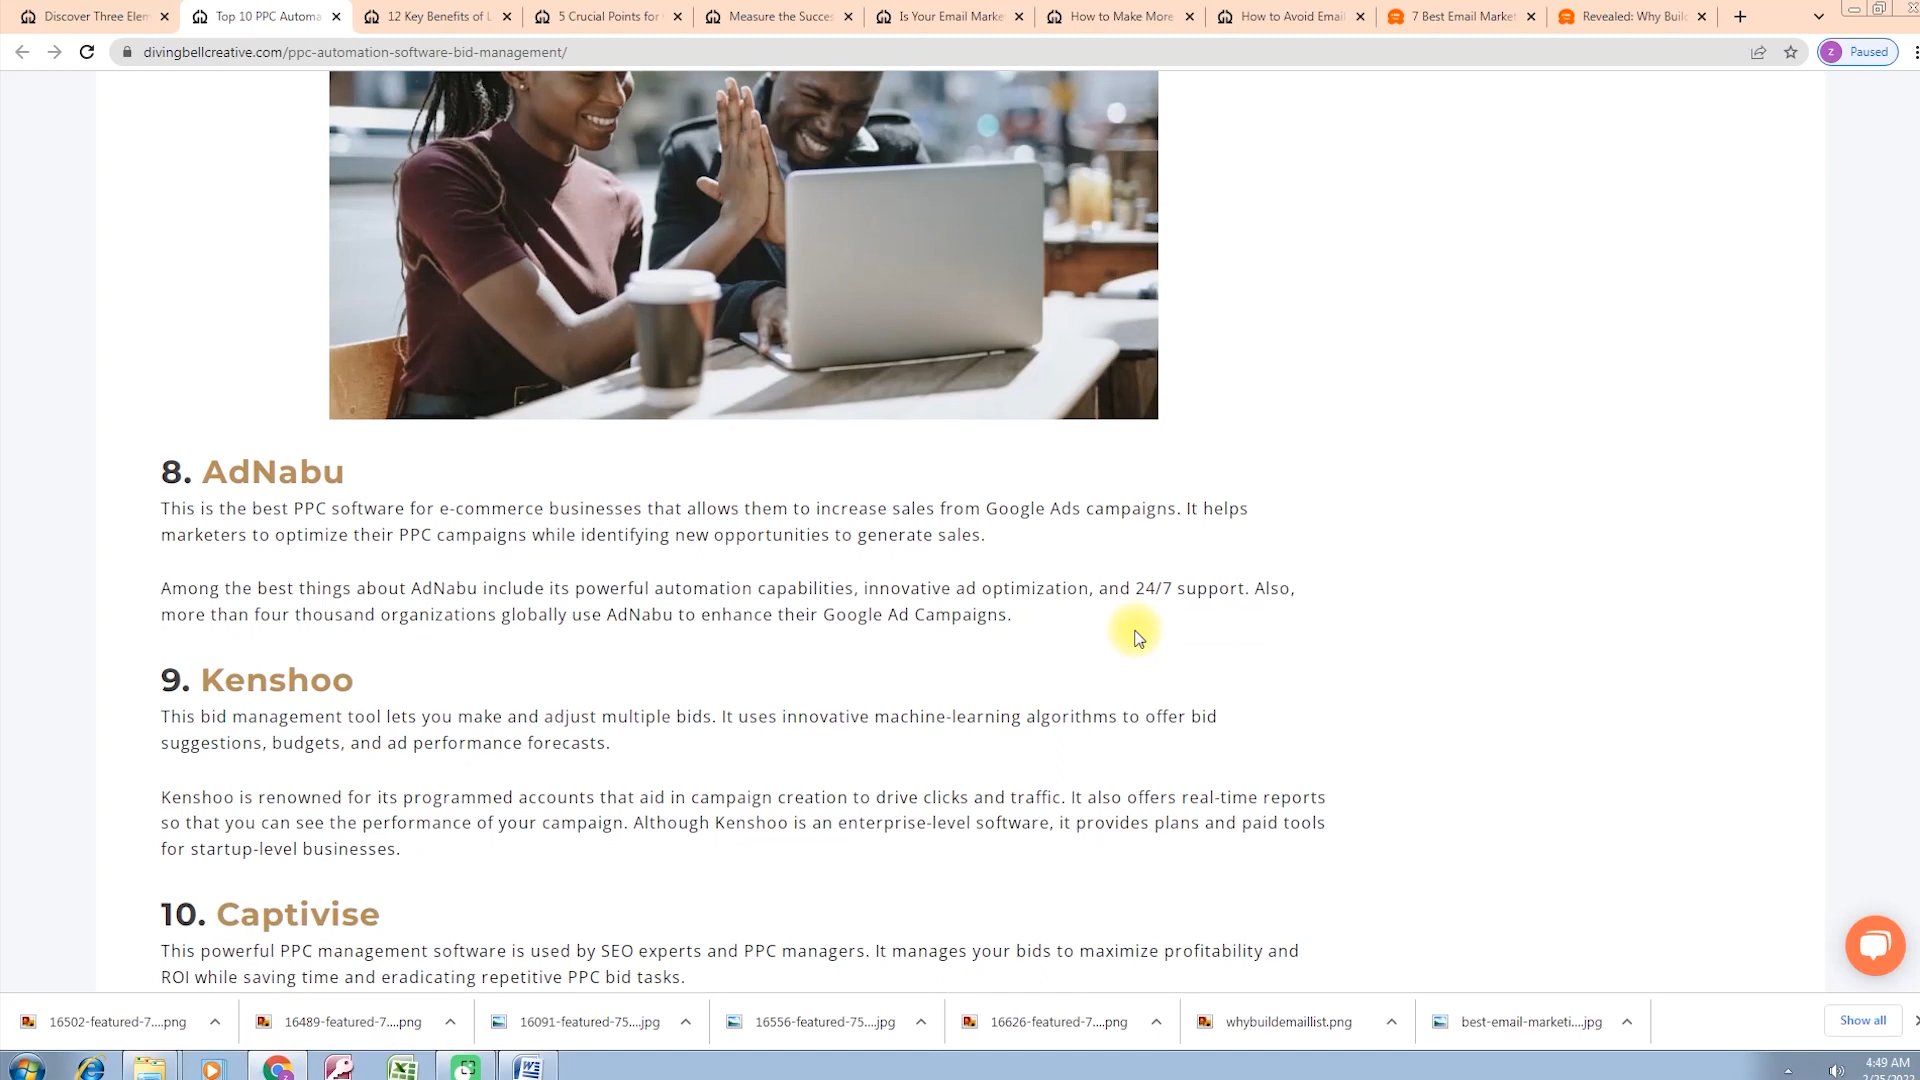 Discover Three Elem
Top 10 PPC Automa
12 Key Benefits of L
5 Crucial Points for
Measure the Succes
Is Your Email Marke
How to Make More
How to Avoid Email
7 Best Email Market
Revealed: Why Buil
divingbellcreative.com/ppc-automation-software-bid-management/
Z
Paused
8. AdNabu
This is the best PPC software for e-commerce businesses that allows them to increase sales from Google Ads campaigns. It helps
marketers to optimize their PPC campaigns while identifying new opportunities to generate sales.
Among the best things about AdNabu include its powerful automation capabilities, innovative ad optimization, and 24/7 support. Also,
more than four thousand organizations globally use AdNabu to enhance their Google Ad Campaigns.
9. Kenshoo
This bid management tool lets you make and adjust multiple bids. It uses innovative machine-learning algorithms to offer bid
suggestions, budgets, and ad performance forecasts.
Kenshoo is renowned for its programmed accounts that aid in campaign creation to drive clicks and traffic. It also offers real-time reports
so that you can see the performance of your campaign. Although Kenshoo is an enterprise-level software, it provides plans and paid tools
for startup-level businesses.
10. Captivise
This powerful PPC management software is used by SEO experts and PPC managers. It manages your bids to maximize profitability and
ROI while saving time and eradicating repetitive PPC bid tasks.
16502-featured-7....png
16489-featured-7....png
16091-featured-75....jpg
16556-featured-75....jpg
16626-featured-7....png
whybuildemaillist.png
best-email-marketi....jpg
Show all
4:49 AM